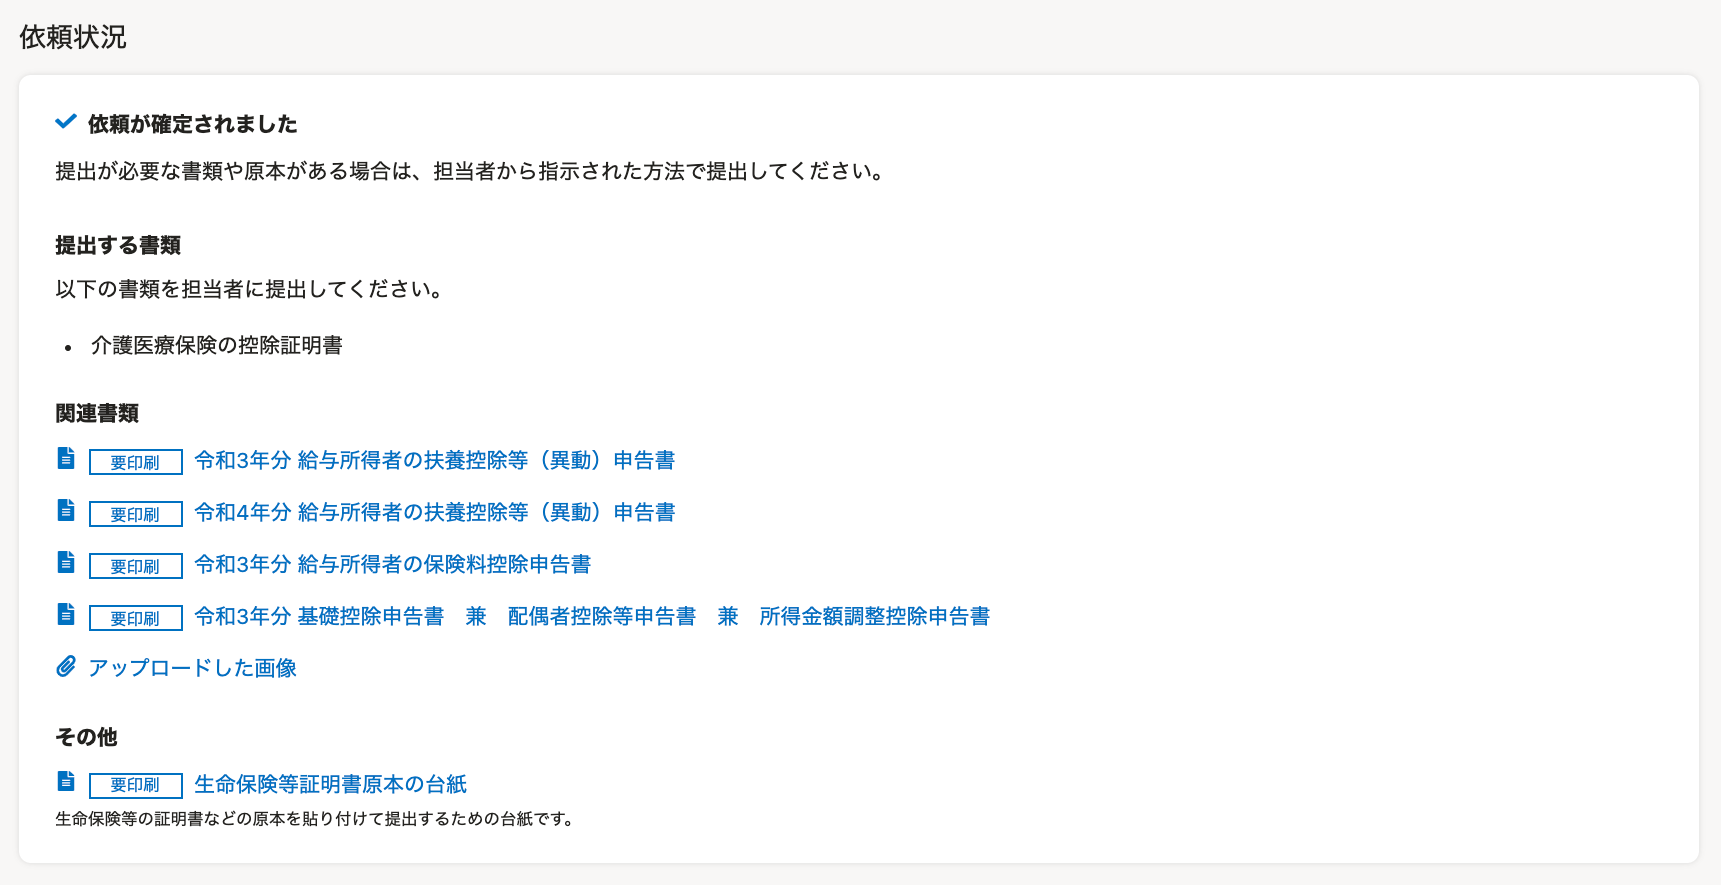 依頼状況
依頼が確定されました
提出が必要な書類や原本がある場合は、担当者から指示された方法で提出してください。
提出する書類
以下の書類を担当者に提出してください。
• 介護医療保険の控除証明書
関連書類
要印刷 令和3年分 給与所得者の扶養控除等（異動）申告書
要印刷 令和4年分 給与所得者の扶養控除等（異動）申告書
要印刷 令和3年分 給与所得者の保険料控除申告書
要印刷 令和3年分 基礎控除申告書　兼　配偶者控除等申告書　兼　所得金額調整控除申告書
アップロードした画像
その他
要印刷 生命保険等証明書原本の台紙
生命保険等の証明書などの原本を貼り付けて提出するための台紙です。